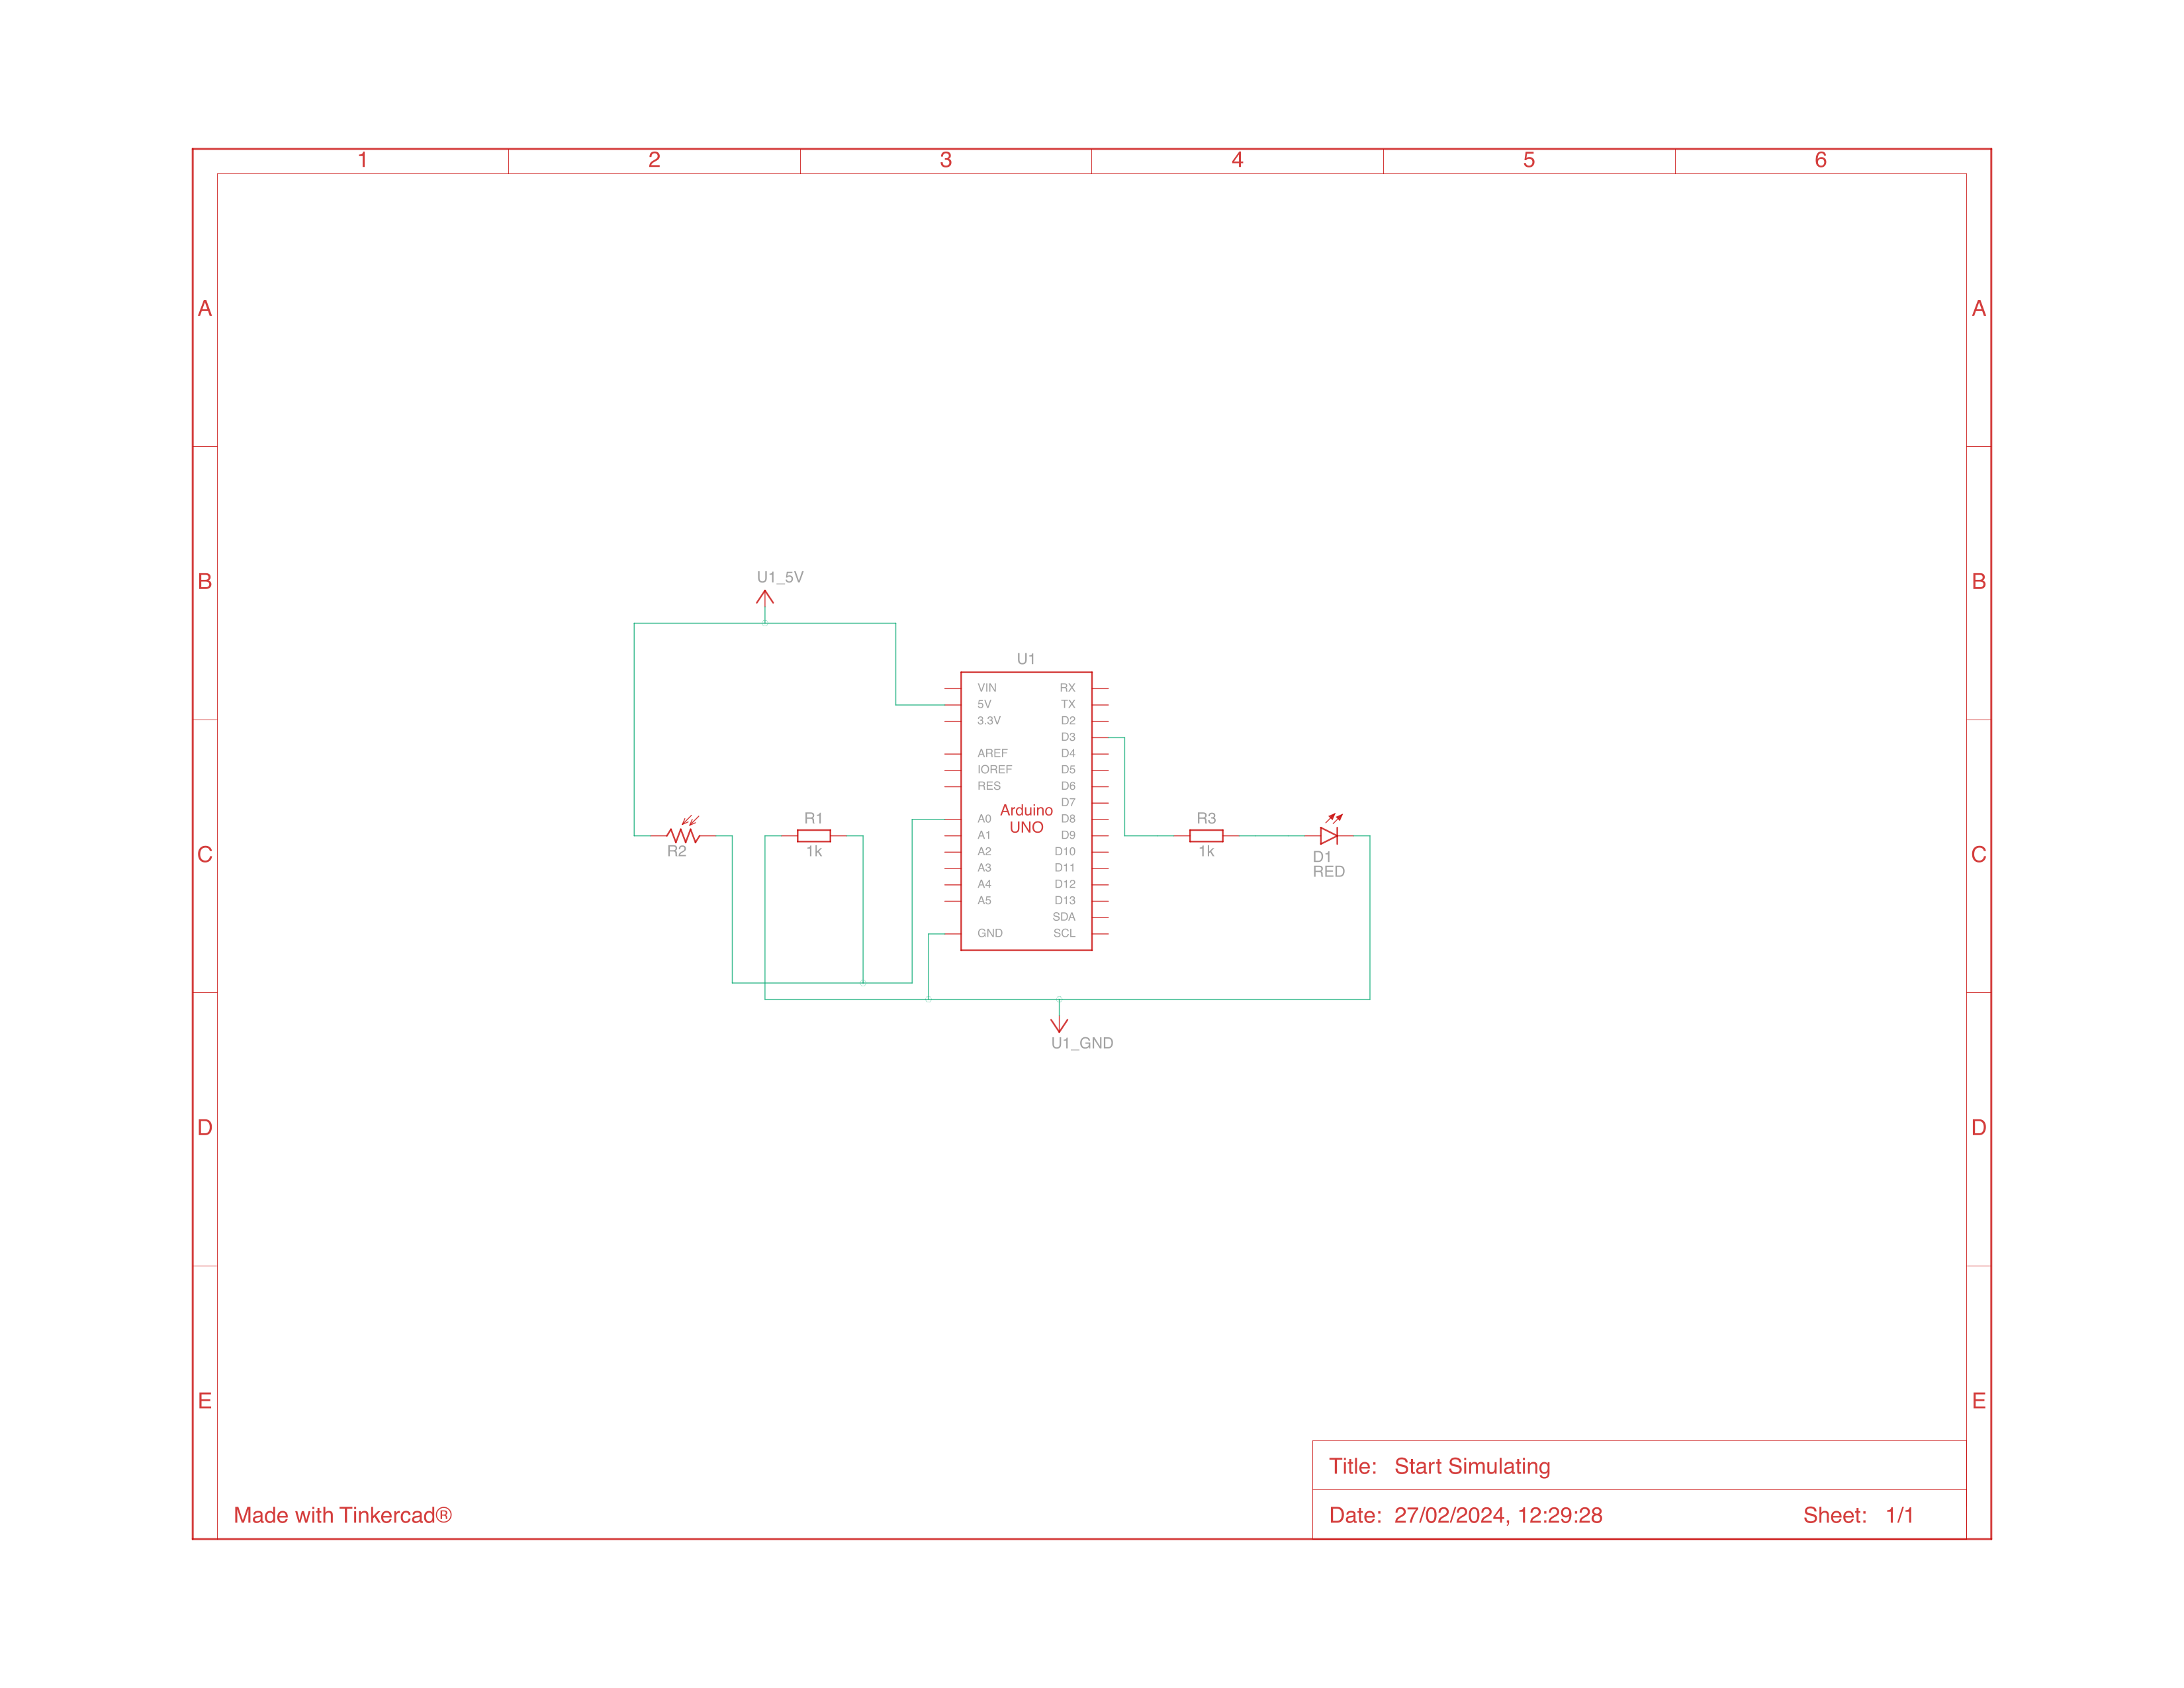 1 2 3 4 5 6
A A
U1_5V
B B
U1
VIN RX
5V TX
3.3V D2
D3
AREF D4
IOREF D5
RES D6
D7
Arduino
UNO
A0 D8
A1 D9
A2 D10
A3 D11
A4 D12
A5 D13
SDA
GND SCL
R2
R1
1k
R3
1k
D1
RED
C C
U1_GND
D D
E E
Title: Start Simulating
Made with Tinkercad®
Date: 27/02/2024, 12:29:28 Sheet: 1/1